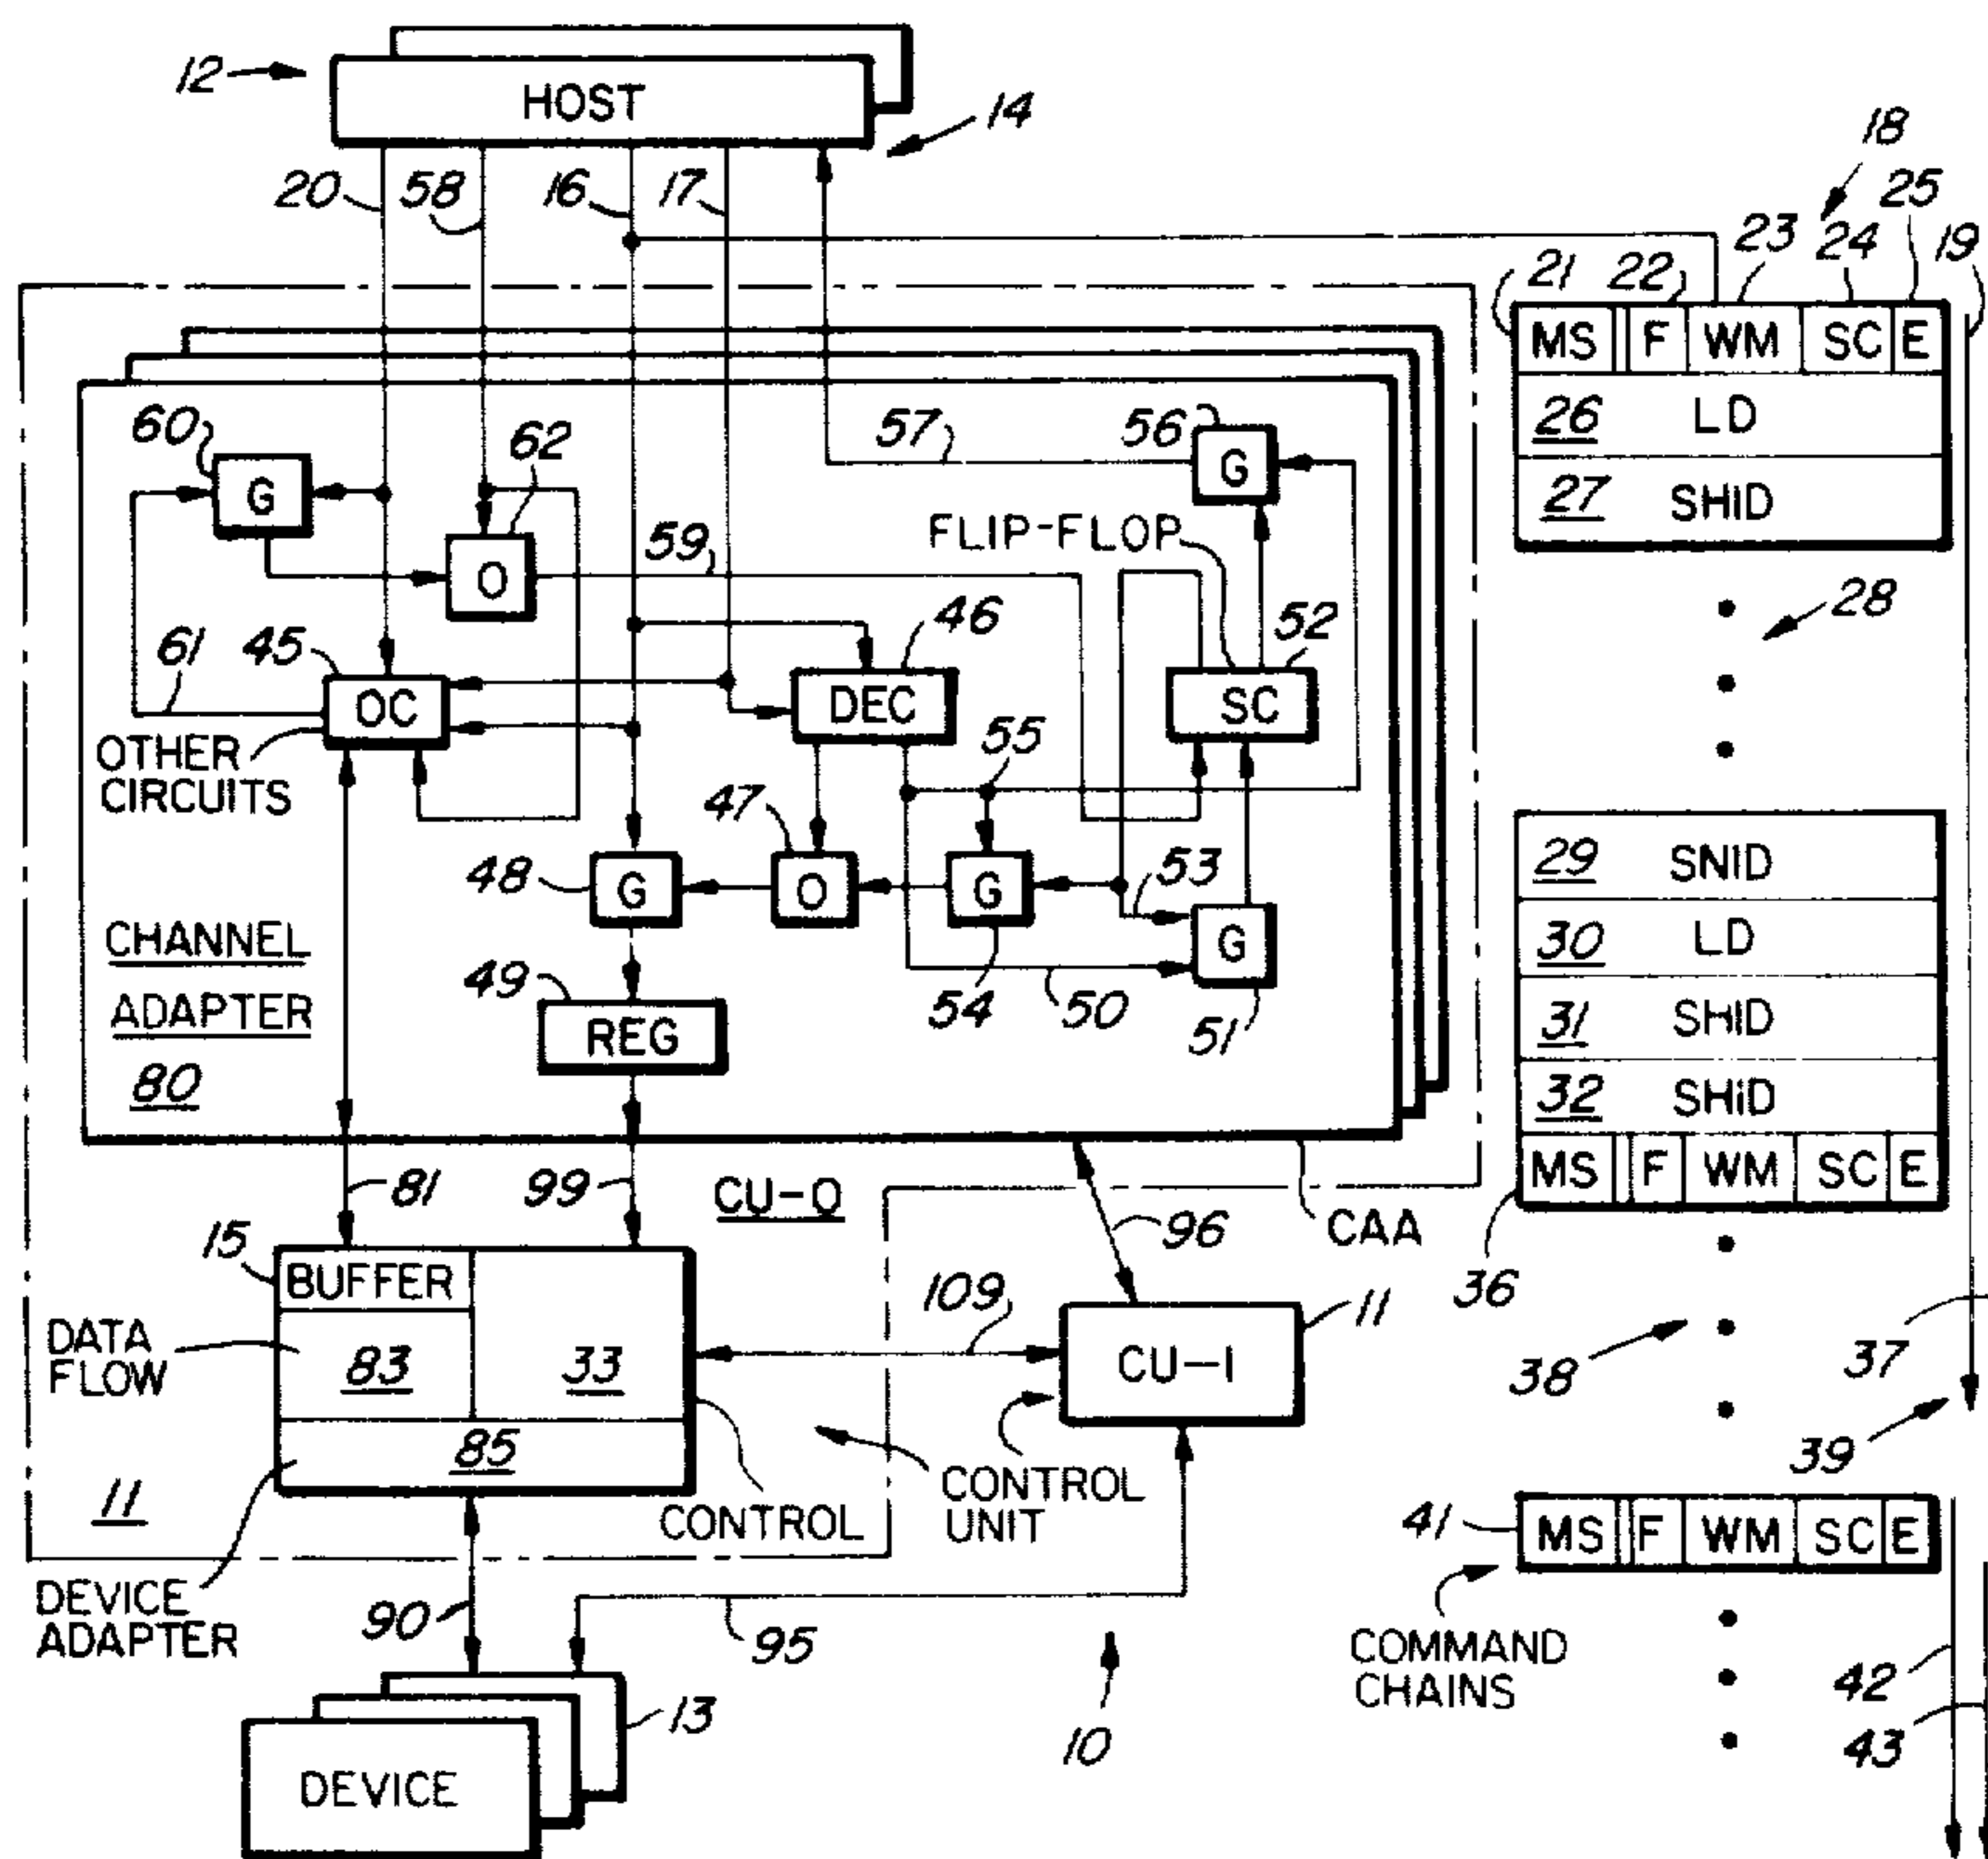 12
HOST
14
20
58
16
17
18
25
23
24
19
21
22
MS F WM SC E
26 LD
27 SHiD
28
60
62
57
56
G
G
FLIP-FLOP
O
59
61
45
46
52
OC
DEC
SC
OTHER
CIRCUITS
55
47
48
G
O
G
53
G
CHANNEL
ADAPTER
80
49
REG
54
50
51
29 SNID
30 LD
31 SHID
32 SHiD
MS F WM SC E
36
81
99
CU-0
96
CAA
15
BUFFER
109
11
DATA
FLOW
83
33
CU-1
38
37
85
39
11
CONTROL
CONTROL
UNIT
41
MS F WM SC E
DEVICE
ADAPTER
90
95
COMMAND
CHAINS
42
13
10
43
DEVICE